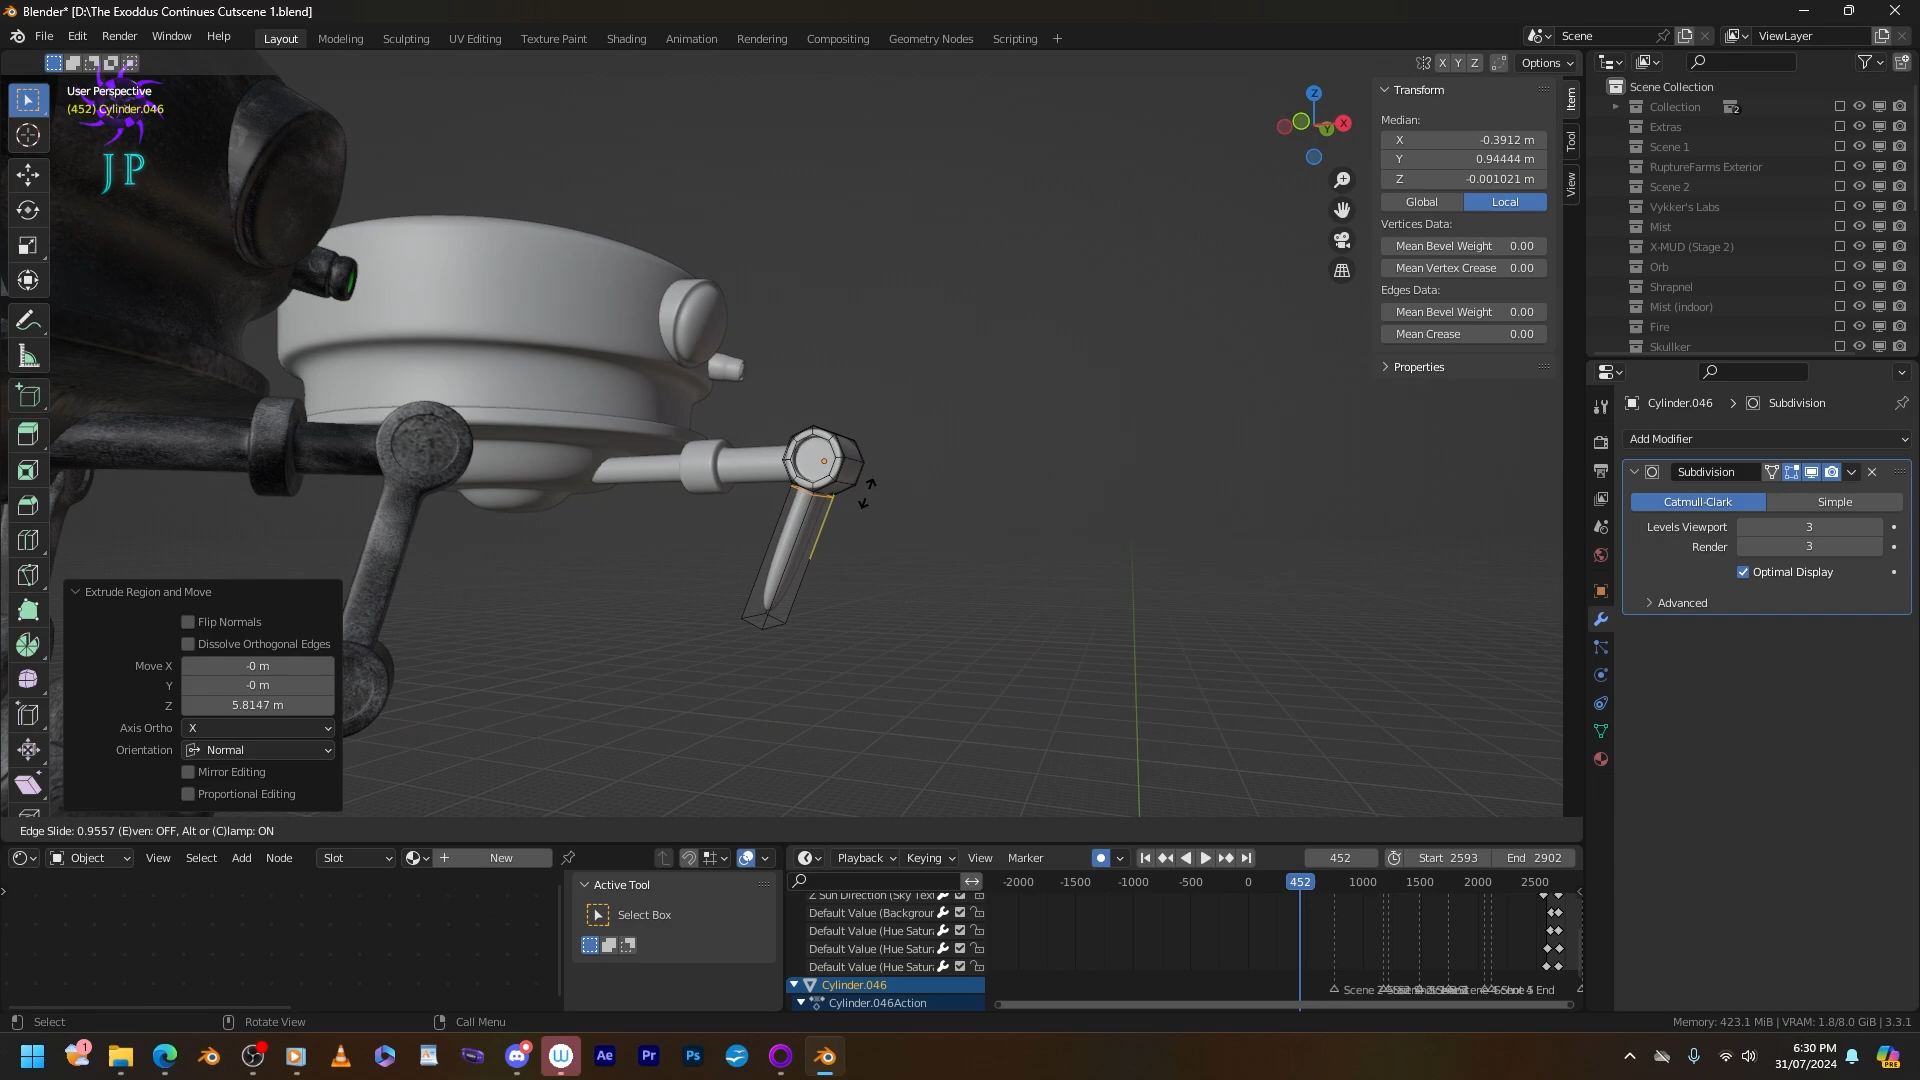 Blender* [D:\The Exoddus Continues Cutscene 1.blend]
File Edit Render Window Help
Layout Modeling Sculpting UV Editing Texture Paint Shading Animation Rendering Compositing Geometry Nodes Scripting +
Scene
ViewLayer
X Y Z
Options
User Perspective
(452) Cylinder.046
JP
Z
X
Y
Transform
Median:
X -0.3912 m
Y 0.94444 m
Z -0.001021 m
Global Local
Vertices Data:
Mean Bevel Weight 0.00
Mean Vertex Crease 0.00
Edges Data:
Mean Bevel Weight 0.00
Mean Crease 0.00
Properties
Item
Tool
View
Scene Collection
Collection 2
Extras
Scene 1
RuptureFarms Exterior
Scene 2
Vykker's Labs
Mist
X-MUD (Stage 2)
Orb
Shrapnel
Mist (indoor)
Fire
Skullker
Cylinder.046 > Subdivision
Add Modifier
Subdivision
Catmull-Clark Simple
Levels Viewport 3
Render 3
Optimal Display
Advanced
Extrude Region and Move
Flip Normals
Dissolve Orthogonal Edges
Move X -0 m
Y -0 m
Z 5.8147 m
Axis Ortho X
Orientation Normal
Mirror Editing
Proportional Editing
Edge Slide: 0.9557 (E)ven: OFF, Alt or (C)lamp: ON
Object View Select Add Node Slot New
Active Tool
Select Box
Playback Keying View Marker
452 Start 2593 End 2902
-2000 -1500 -1000 -500 0 452 1000 1500 2000 2500
Default Value (Backgrour
Default Value (Hue Satur
Default Value (Hue Satur
Default Value (Hue Satur
Cylinder.046
Cylinder.046Action
Select Rotate View Call Menu
Memory: 423.1 MiB | VRAM: 1.8/8.0 GiB | 3.3.1
1
W
Ae
Pr
Ps
6:30 PM
31/07/2024
PRE